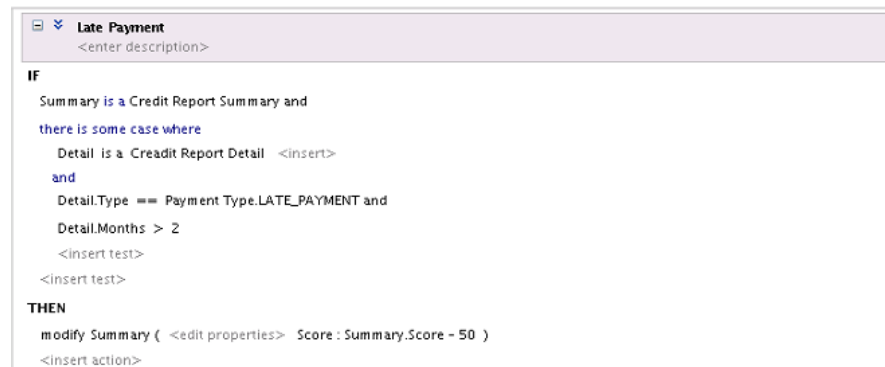 Late Payment
<enter description>
IF
Summary is a Credit Report Summary and
there is some case where
Detail is a Creadit Report Detail <insert>
and
Detail.Type == Payment Type.LATE_PAYMENT and
Detail.Months > 2
<insert test>
<insert test>
THEN
modify Summary ( <edit properties> Score : Summary.Score - 50 )
<insert action>